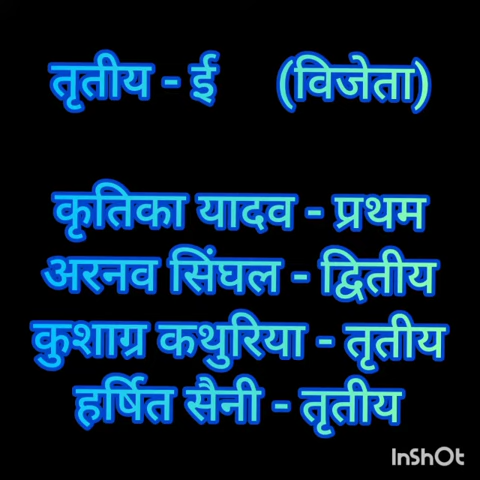 तृतीय - ई (विजेता)
कृतिका यादव - प्रथम
अरनव सिंघल - द्वितीय
कुशाग्र कथुरिया - तृतीय
हर्षित सैनी - तृतीय
InShOt